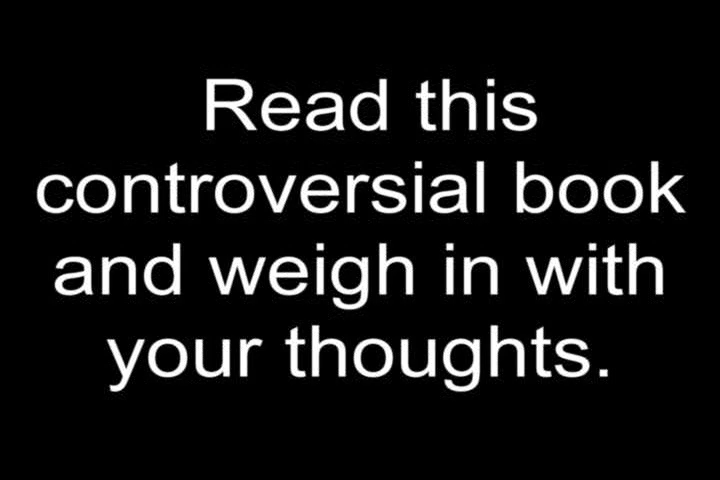 Read this
controversial book
and weigh in with
your thoughts.